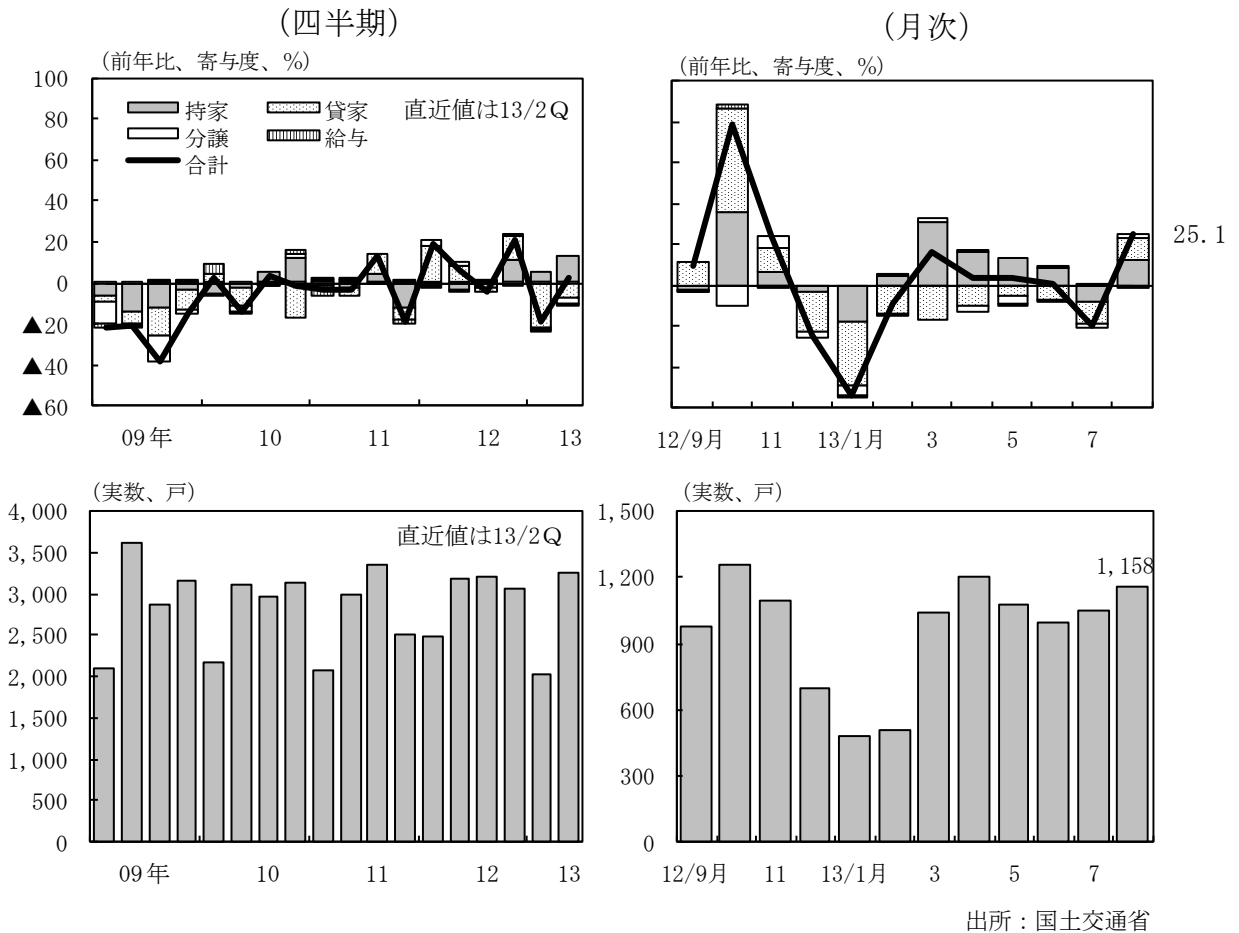 (四半期)
(前年比、寄与度、%)
100
80
60
40
20
0
▲20
▲40
▲60
持家
貸家
直近値は13/2Q
分譲
給与
合計
09年
10
11
12
13
(月次)
(前年比、寄与度、%)
25.1
12/9月
11
13/1月
3
5
7
(実数、戸)
4,000
3,500
3,000
2,500
2,000
1,500
1,000
500
0
直近値は13/2Q
09年
10
11
12
13
(実数、戸)
1,500
1,200
900
600
300
0
1,158
12/9月
11
13/1月
3
5
7
出所：国土交通省